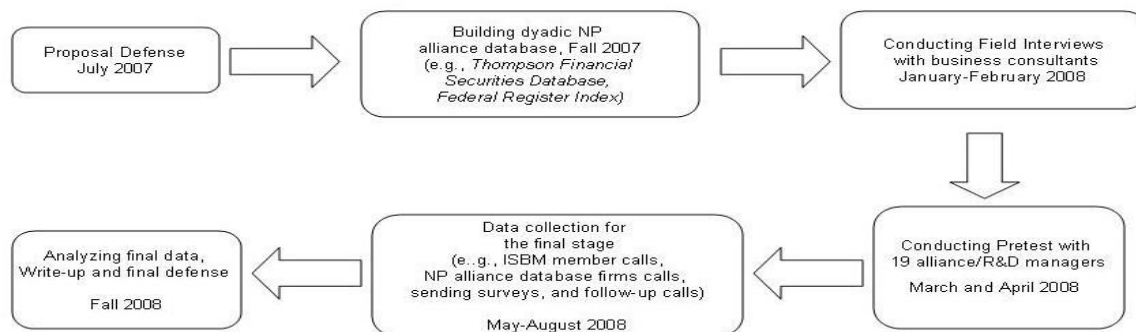 Proposal Defense
July 2007
Building dyadic NP
alliance database, Fall 2007
(e.g., Thompson Financial
Securities Database,
Federal Register Index)
Conducting Field Interviews
with business consultants
January-February 2008
Conducting Pretest with
19 alliance/R&D managers
March and April 2008
Data collection for
the final stage
(e..g., ISBM member calls,
NP alliance database firms calls,
sending surveys, and follow-up calls)
May-August 2008
Analyzing final data,
Write-up and final defense
Fall 2008